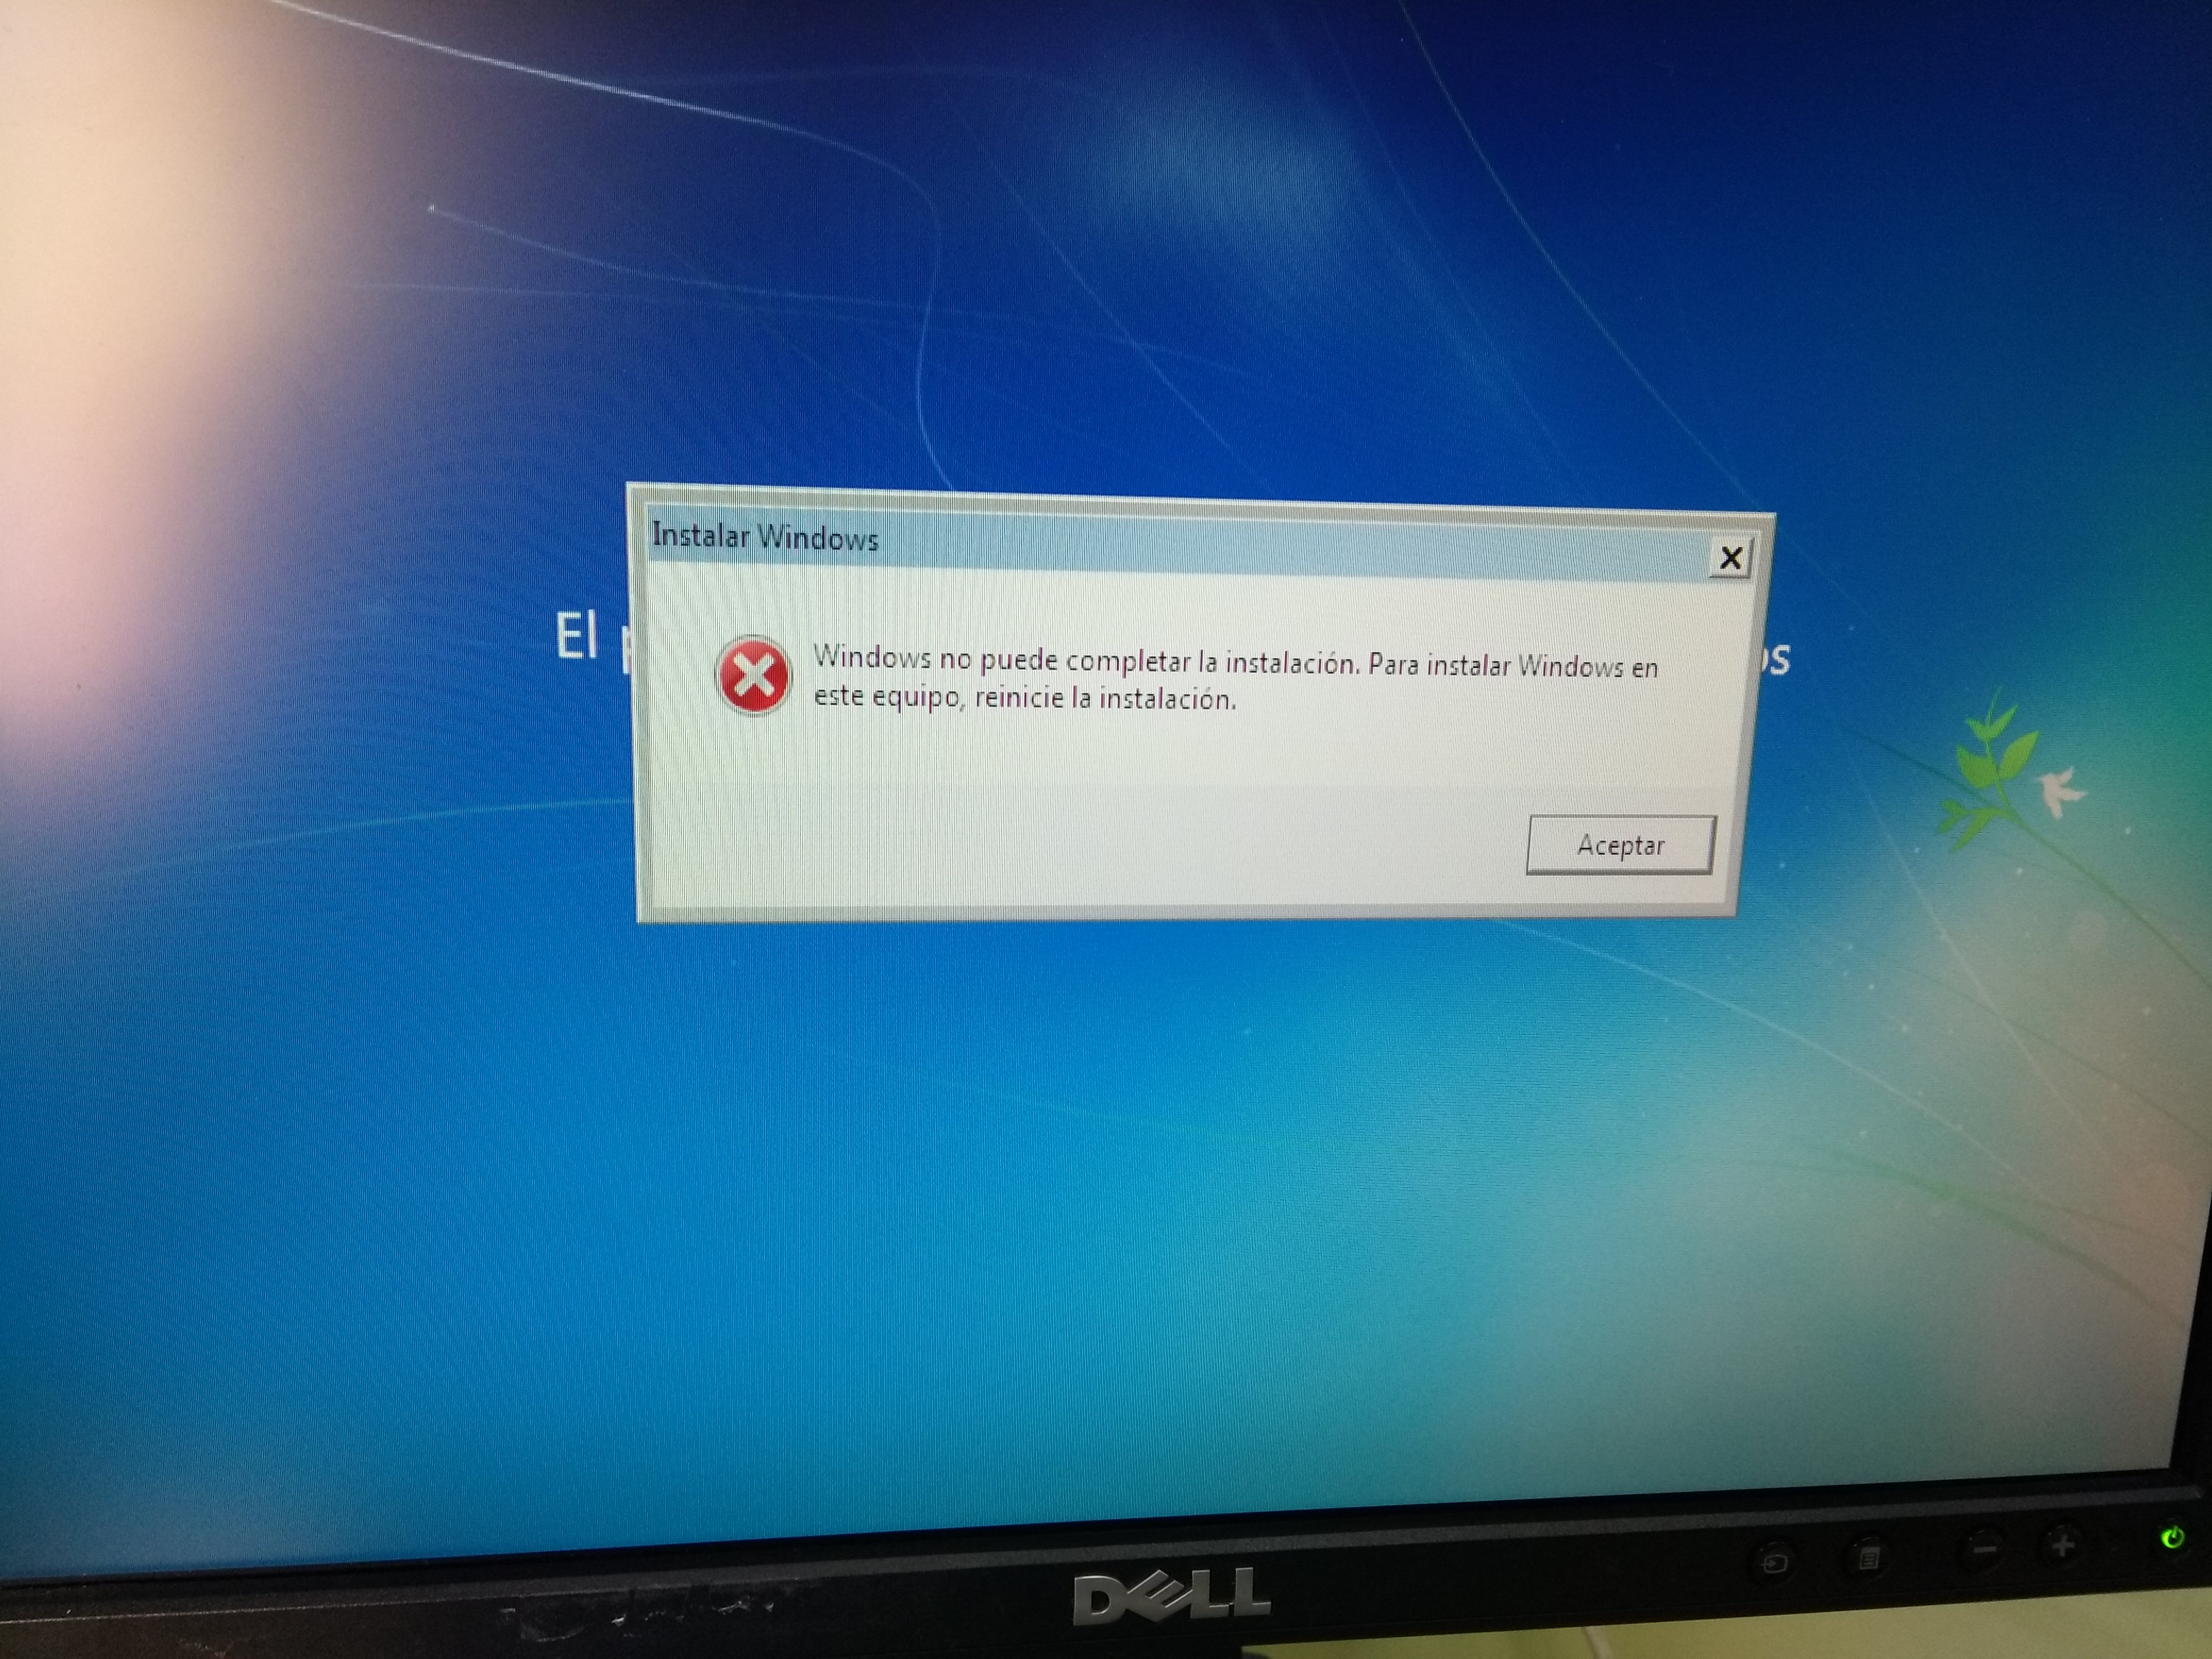 Instalar Windows
El
Windows no puede completar la instalación. Para instalar Windows en
este equipo, reinicie la instalación.
Aceptar
DELL